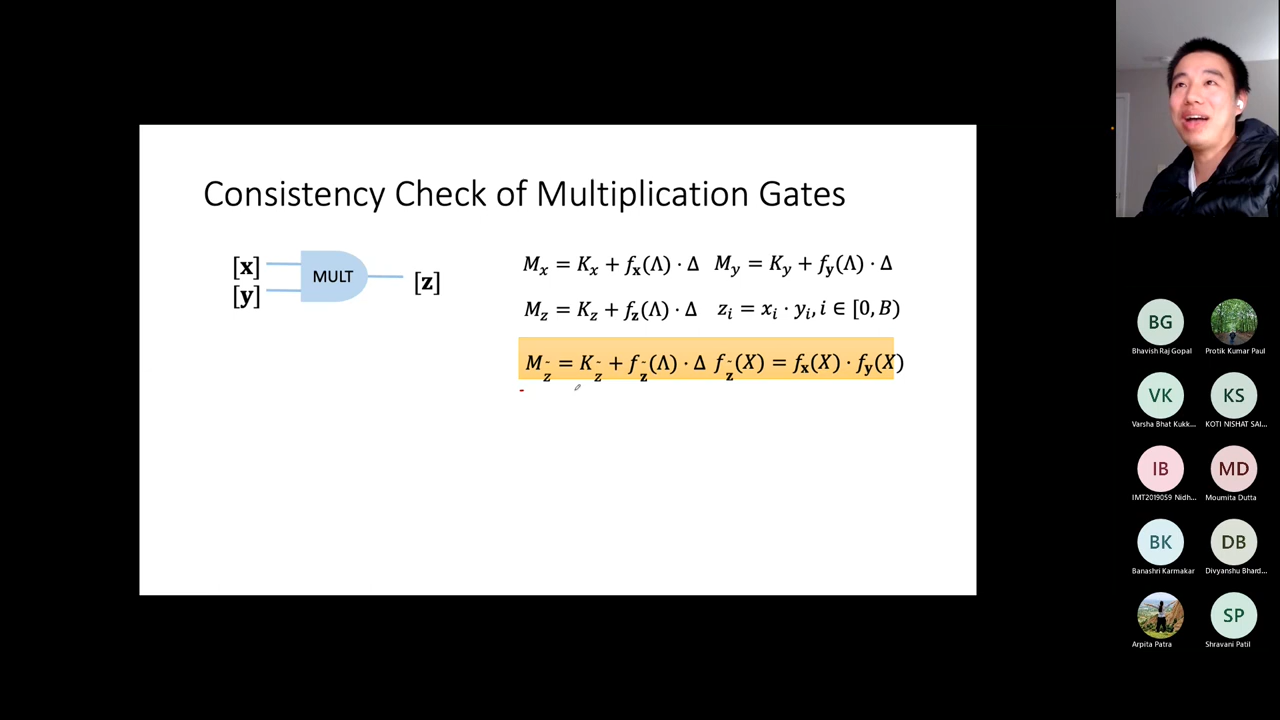 Consistency Check of Multiplication Gates
[x]
[y]
MULT
[z]
M_x = K_x + f_x(Λ) · Δ M_y = K_y + f_y(Λ) · Δ
M_z = K_z + f_z(Λ) · Δ z_i = x_i · y_i, i ∈ [0, B)
M_z̃ = K_z̃ + f_z̃(Λ) · Δ f_z̃(X) = f_x(X) · f_y(X)
BG
Bhavish Raj Gopal
Protik Kumar Paul
VK
Varsha Bhat Kukk...
KS
KOTI NISHAT SAI...
IB
IMT2019059 Nidh...
MD
Moumita Dutta
BK
Banashri Karmakar
DB
Divyanshu Bhard...
Arpita Patra
SP
Shravani Patil